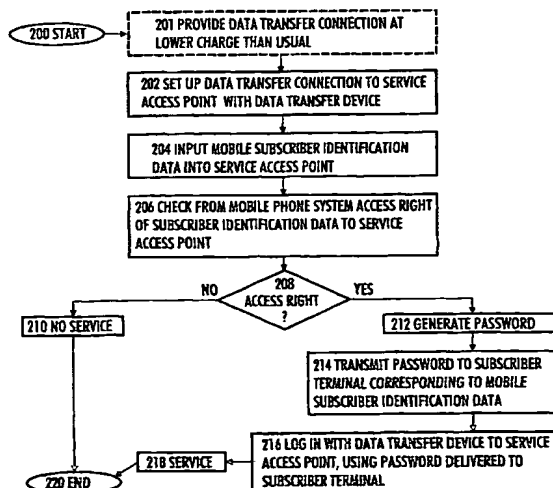 200 START
201 PROVIDE DATA TRANSFER CONNECTION AT
LOWER CHARGE THAN USUAL
202 SET UP DATA TRANSFER CONNECTION TO SERVICE
ACCESS POINT WITH DATA TRANSFER DEVICE
204 INPUT MOBILE SUBSCRIBER IDENTIFICATION
DATA INTO SERVICE ACCESS POINT
206 CHECK FROM MOBILE PHONE SYSTEM ACCESS RIGHT
OF SUBSCRIBER IDENTIFICATION DATA TO SERVICE
ACCESS POINT
208
ACCESS RIGHT
?
NO
YES
210 NO SERVICE
212 GENERATE PASSWORD
214 TRANSMIT PASSWORD TO SUBSCRIBER
TERMINAL CORRESPONDING TO MOBILE
SUBSCRIBER IDENTIFICATION DATA
216 LOG IN WITH DATA TRANSFER DEVICE TO SERVICE
ACCESS POINT, USING PASSWORD DELIVERED TO
SUBSCRIBER TERMINAL
218 SERVICE
220 END